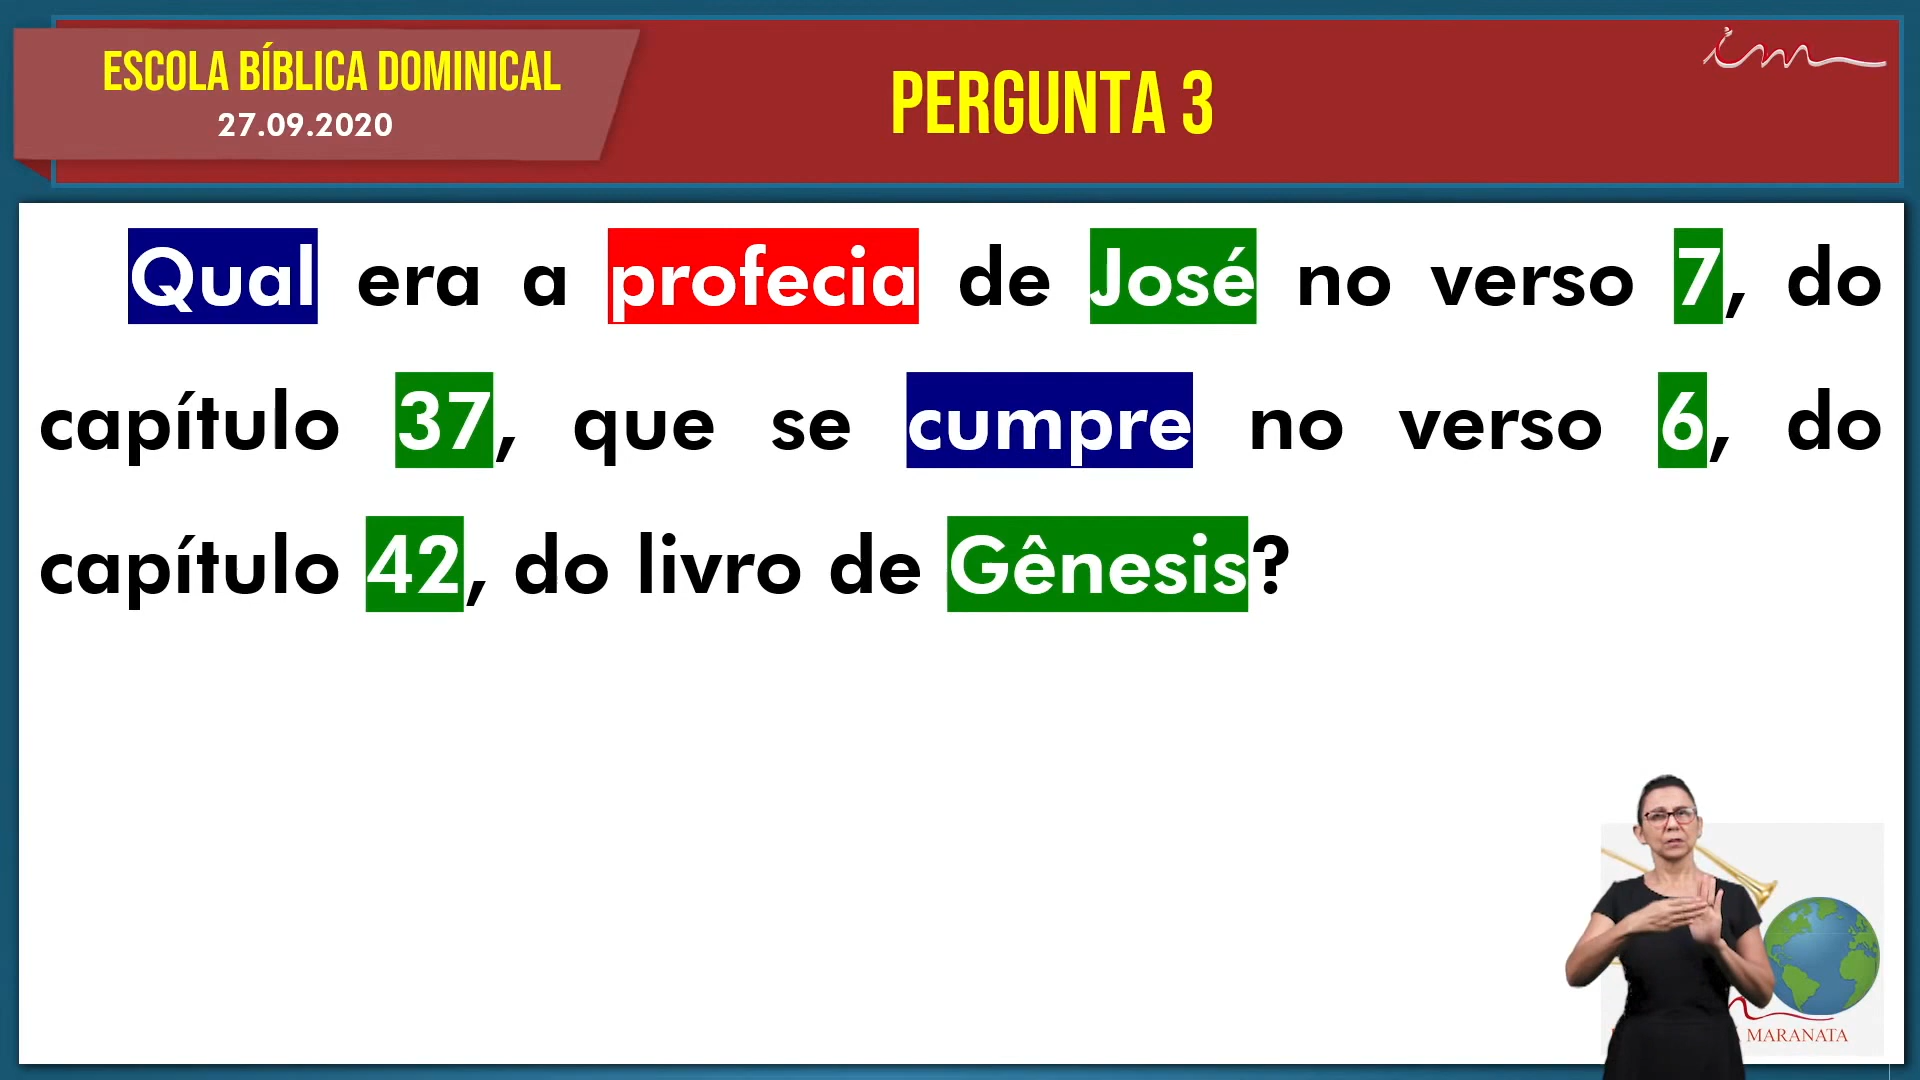 ESCOLA BÍBLICA DOMINICAL
27.09.2020
PERGUNTA 3
im
Qual era a profecia de José no verso 7, do
capítulo 37, que se cumpre no verso 6, do
capítulo 42, do livro de Gênesis?
MARANATA